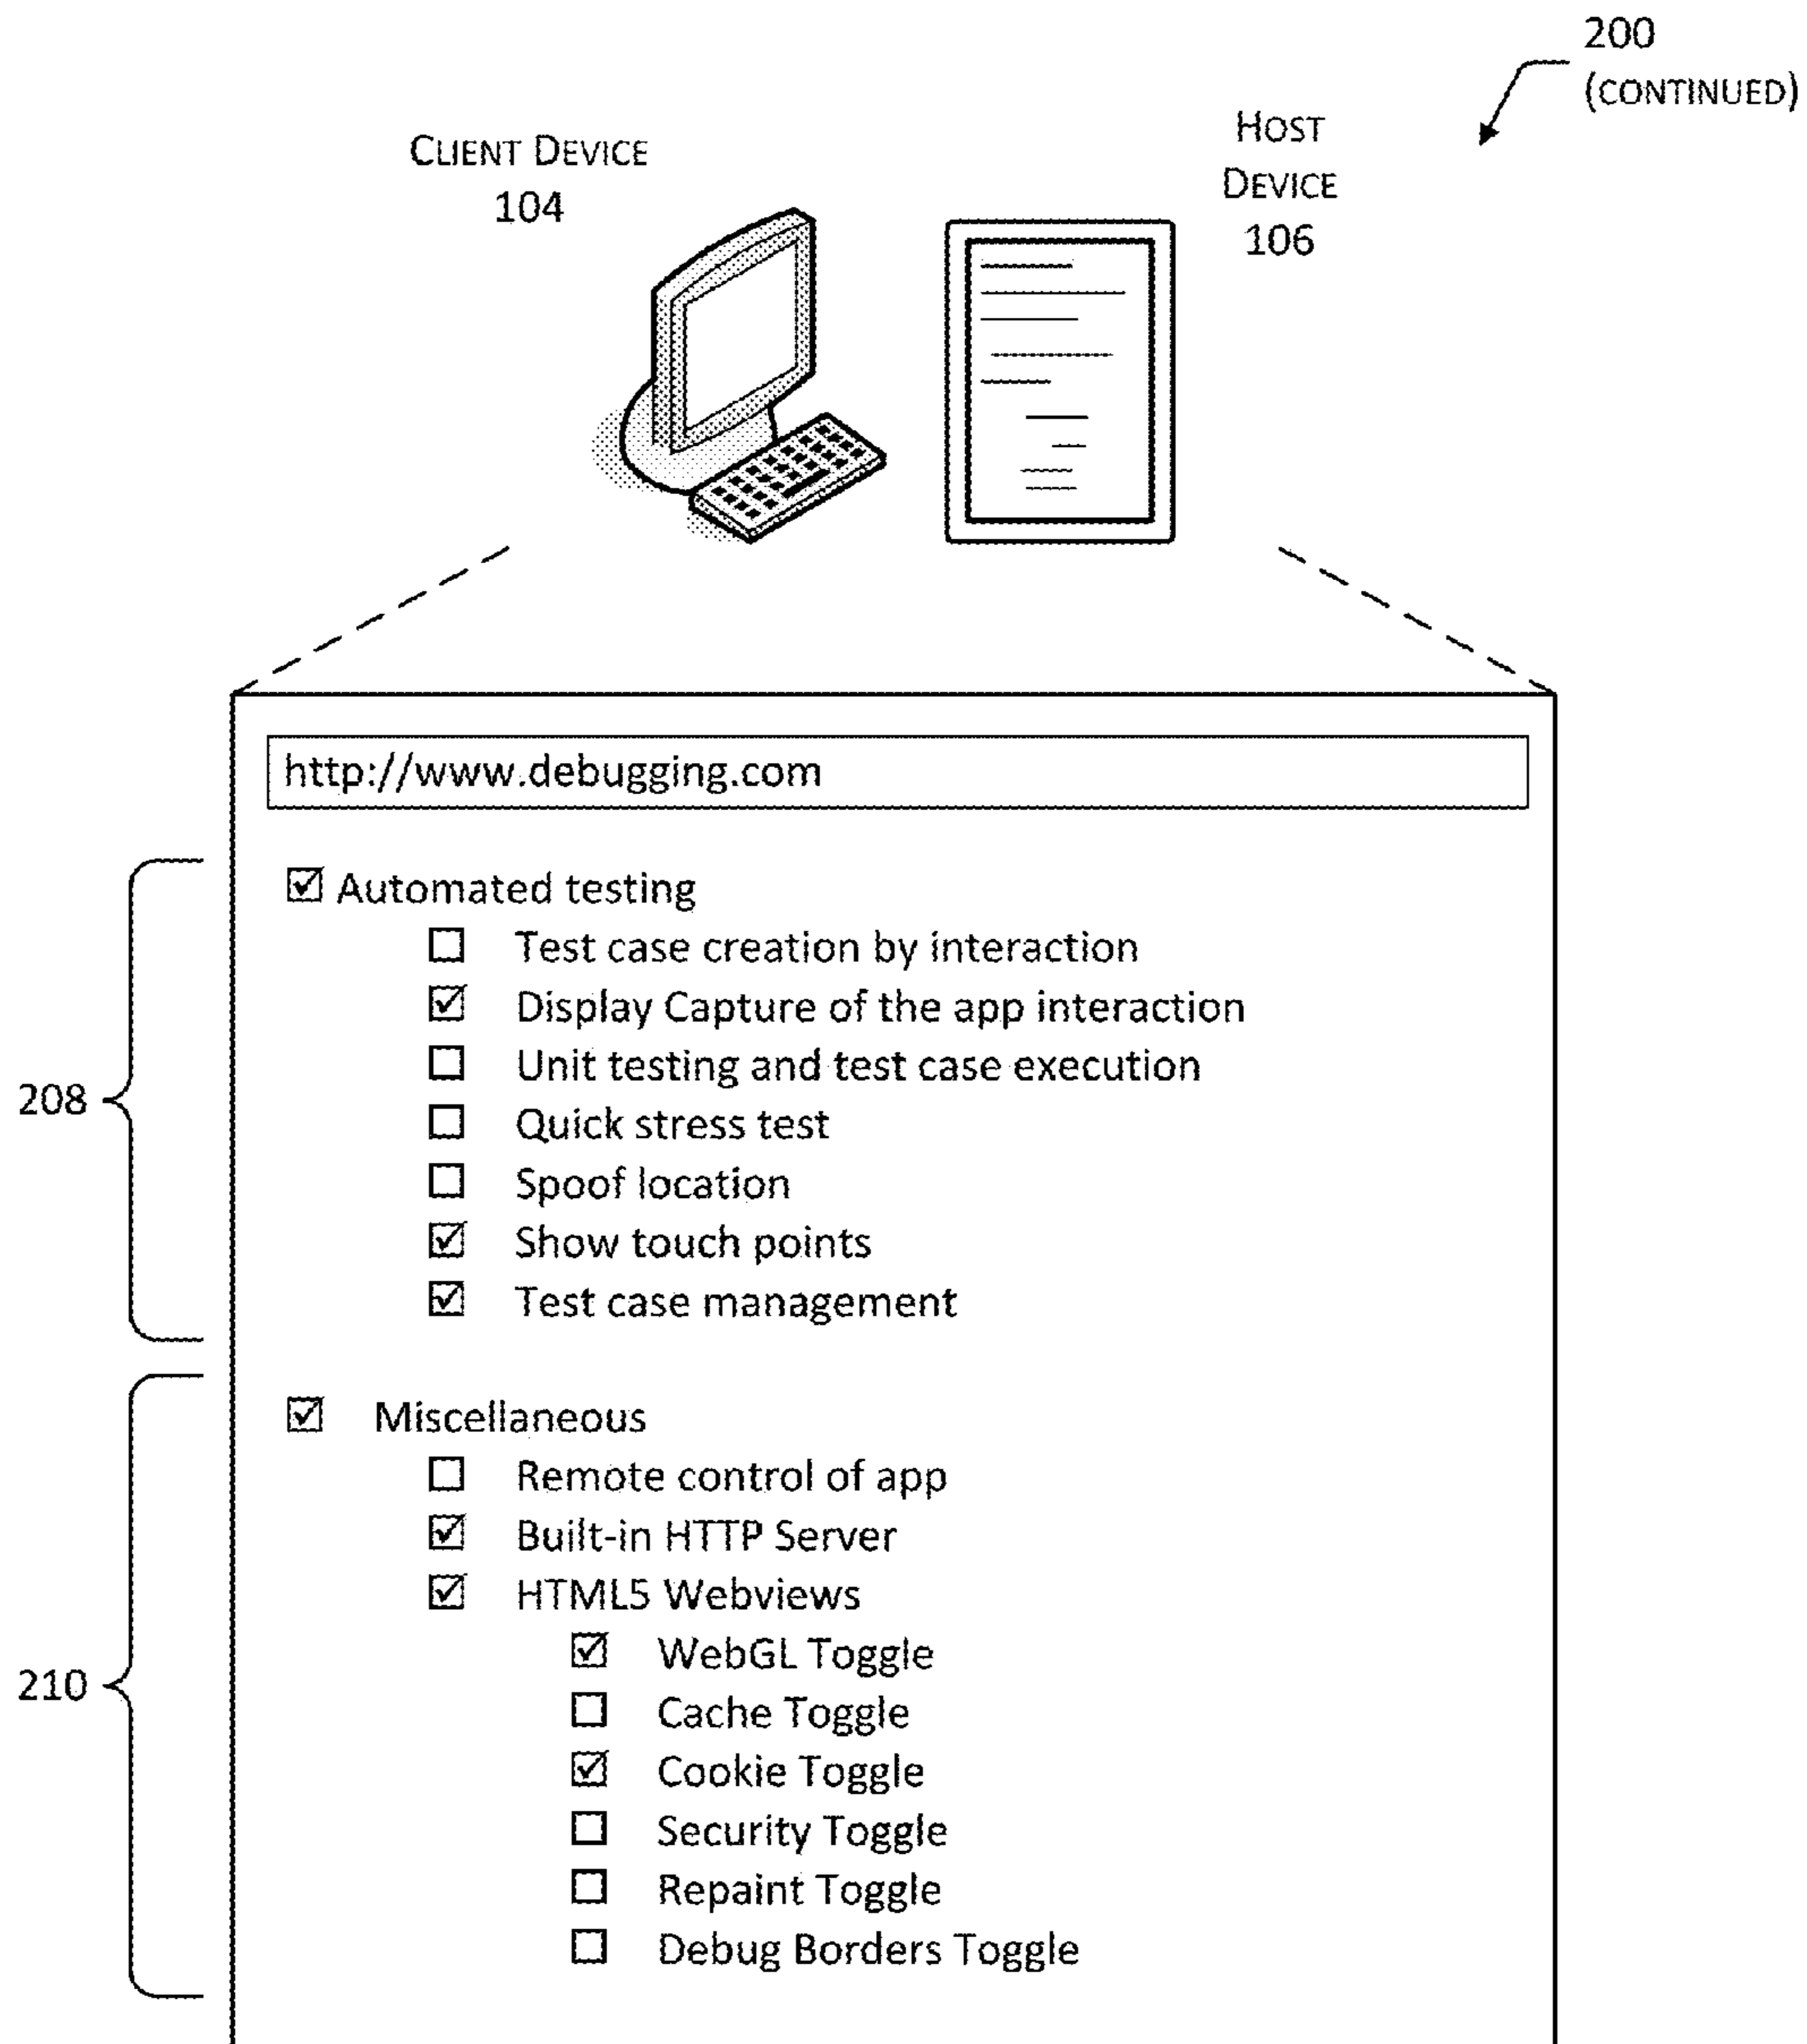 200
(CONTINUED)
CLIENT DEVICE
104
HOST
DEVICE
106
http://www.debugging.com
208
☑ Automated testing
☐ Test case creation by interaction
☑ Display Capture of the app interaction
☐ Unit testing and test case execution
☐ Quick stress test
☐ Spoof location
☑ Show touch points
☑ Test case management
210
☑ Miscellaneous
☐ Remote control of app
☑ Built-in HTTP Server
☑ HTML5 Webviews
☑ WebGL Toggle
☐ Cache Toggle
☑ Cookie Toggle
☐ Security Toggle
☐ Repaint Toggle
☐ Debug Borders Toggle